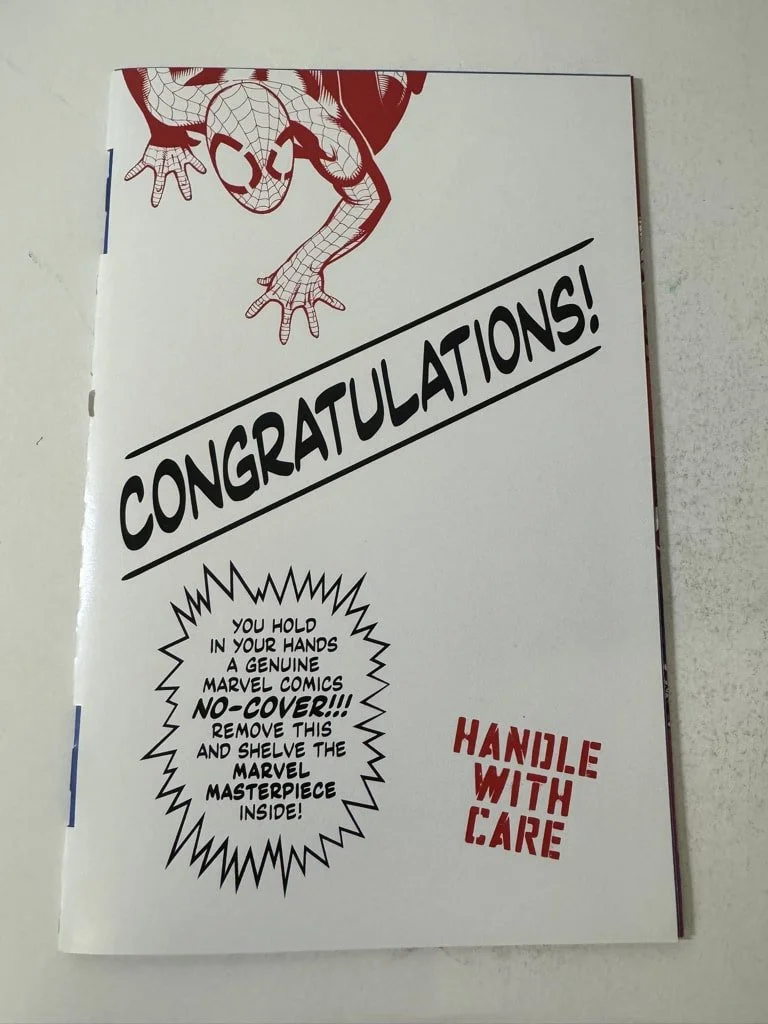 CONGRATULATIONS!
YOU HOLD
IN YOUR HANDS
A GENUINE
MARVEL COMICS
NO-COVER!!!
REMOVE THIS
AND SHELVE THE
MARVEL
MASTERPIECE
INSIDE!
HANDLE
WITH
CARE